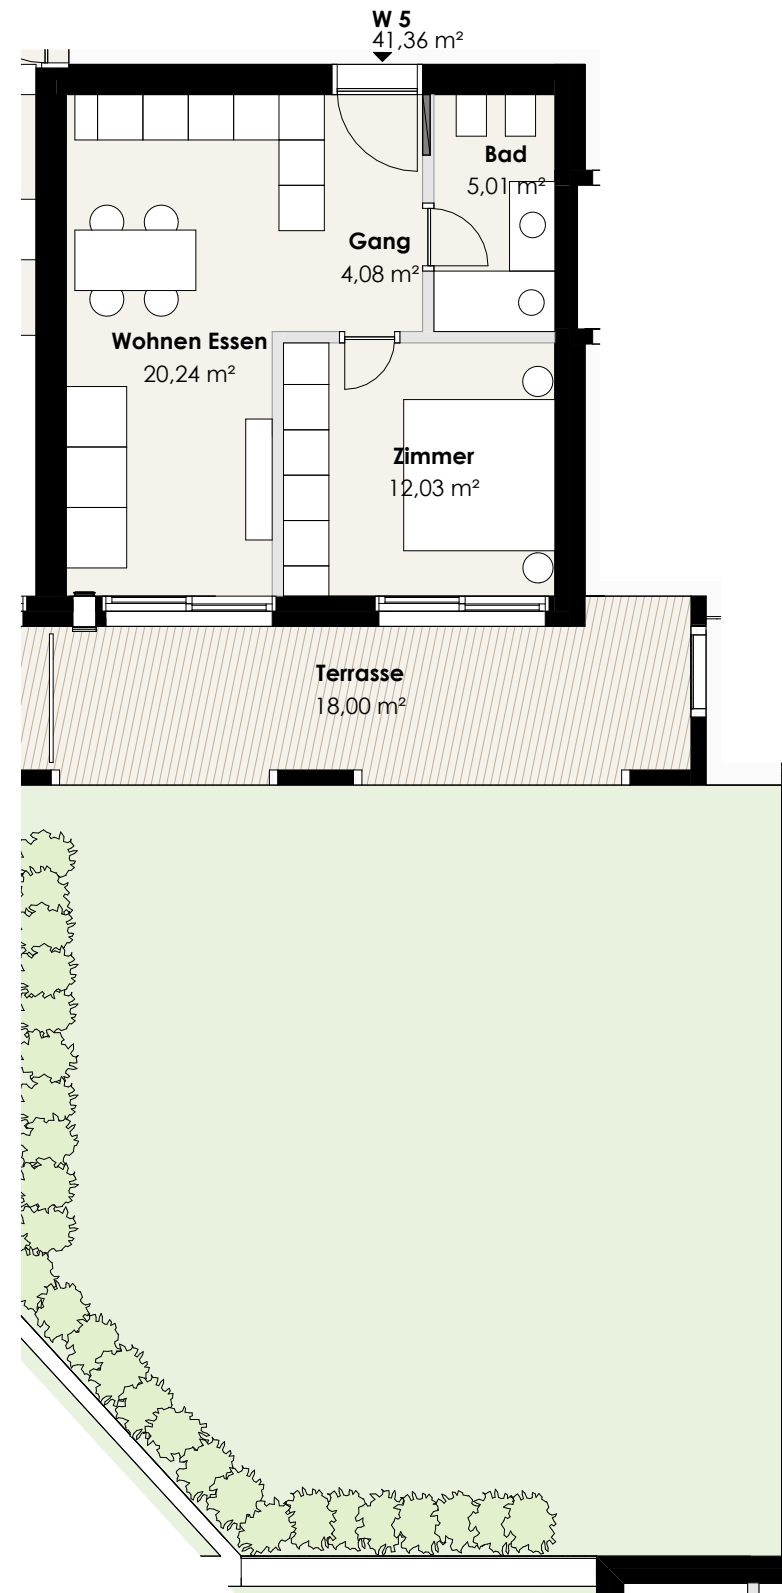 W 5
41,36 m²
Bad
5,01 m²
Gang
4,08 m²
Wohnen Essen
20,24 m²
Zimmer
12,03 m²
Terrasse
18,00 m²